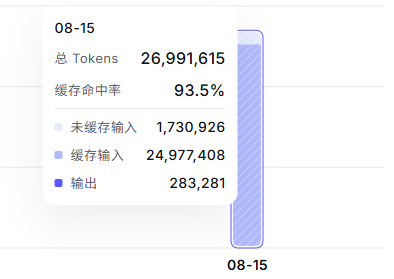 08-15
总 Tokens 26,991,615
缓存命中率 93.5%
未缓存输入 1,730,926
缓存输入 24,977,408
输出 283,281
08-15